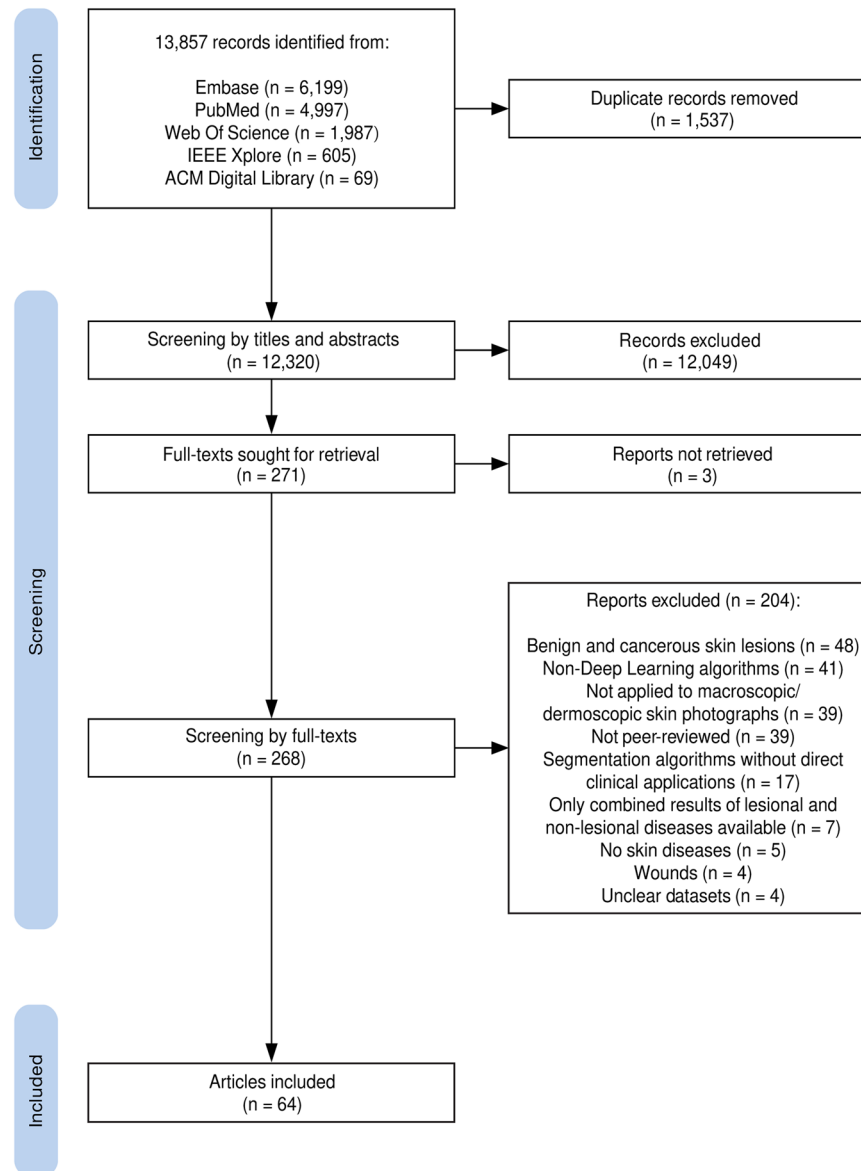 Identification
13,857 records identified from:
Embase (n = 6,199)
PubMed (n = 4,997)
Web Of Science (n = 1,987)
IEEE Xplore (n = 605)
ACM Digital Library (n = 69)
Duplicate records removed
(n = 1,537)
Screening
Screening by titles and abstracts
(n = 12,320)
Records excluded
(n = 12,049)
Full-texts sought for retrieval
(n = 271)
Reports not retrieved
(n = 3)
Screening by full-texts
(n = 268)
Reports excluded (n = 204):
Benign and cancerous skin lesions (n = 48)
Non-Deep Learning algorithms (n = 41)
Not applied to macroscopic/
dermoscopic skin photographs (n = 39)
Not peer-reviewed (n = 39)
Segmentation algorithms without direct
clinical applications (n = 17)
Only combined results of lesional and
non-lesional diseases available (n = 7)
No skin diseases (n = 5)
Wounds (n = 4)
Unclear datasets (n = 4)
Included
Articles included
(n = 64)